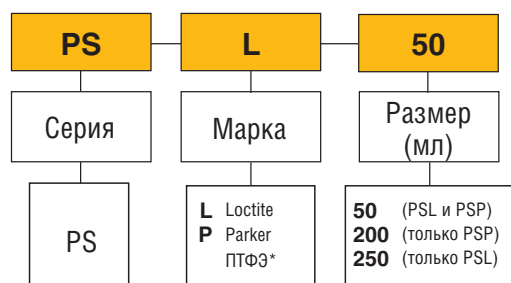 PS L 50
Серия Марка Размер
(мл)
PS
L Loctite
P Parker
ПТФЭ*
50 (PSL и PSP)
200 (только PSP)
250 (только PSL)